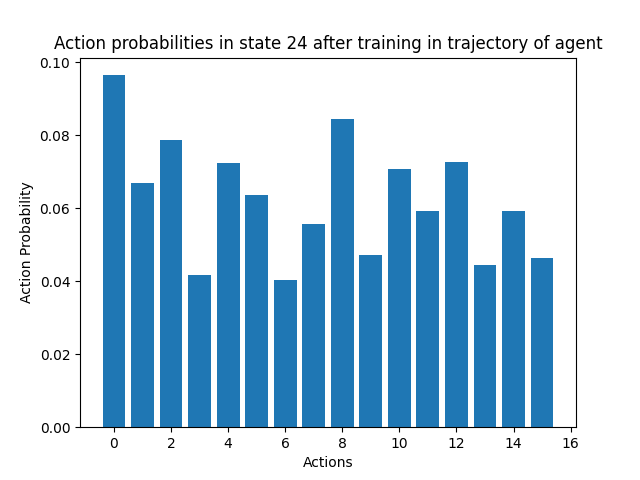 Action probabilities in state 24 after training in trajectory of agent
0.10
0.08
0.06
0.04
0.02
0.00
Action Probability
0 2 4 6 8 10 12 14 16
Actions